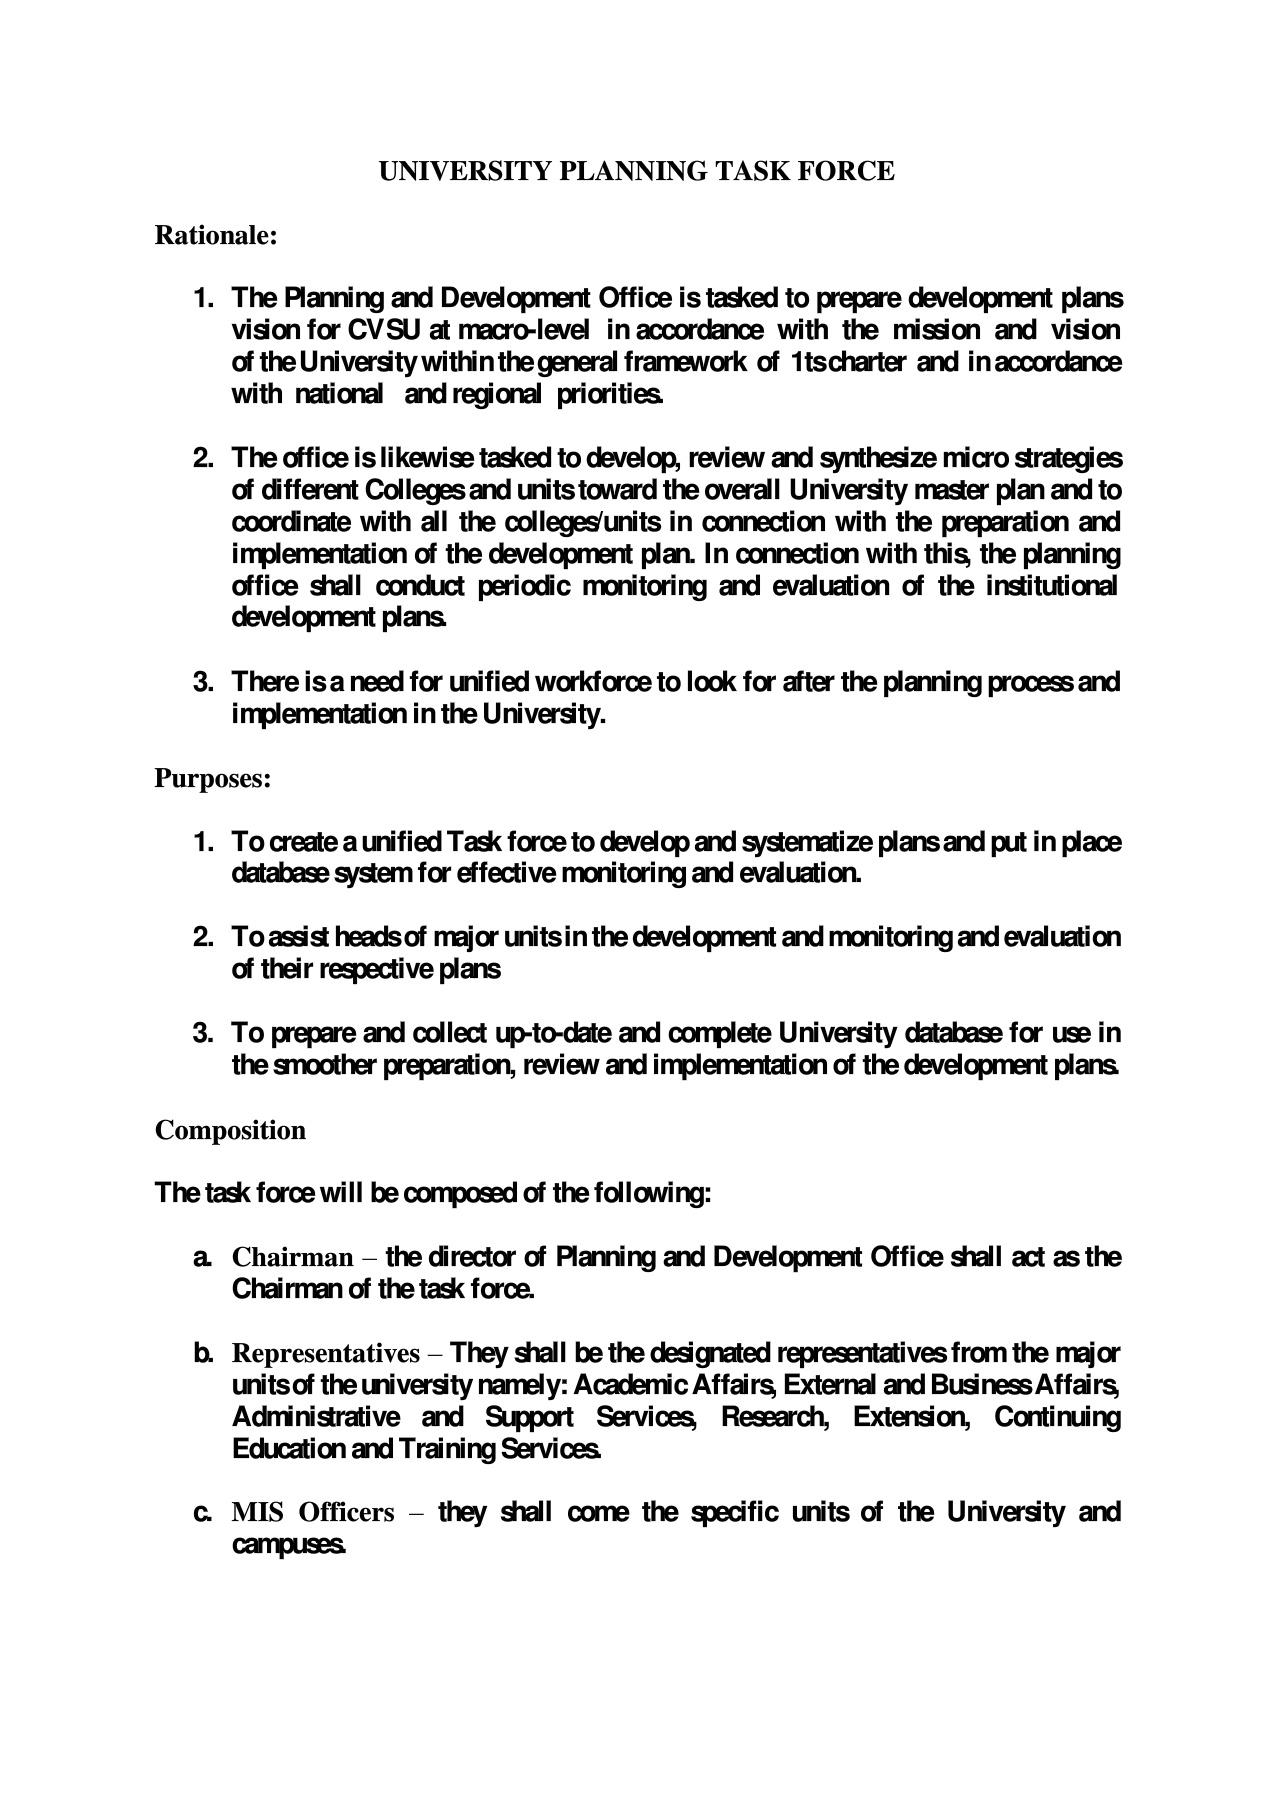 UNIVERSITY PLANNING TASK FORCE
Rationale:
1. The Planning and Development Office is tasked to prepare development plans
vision for CVSU at macro-level in accordance with the mission and vision
of the University within the general framework of 1ts charter and in accordance
with national and regional priorities.
2. The office is likewise tasked to develop, review and synthesize micro strategies
of different Colleges and units toward the overall University master plan and to
coordinate with all the colleges/units in connection with the preparation and
implementation of the development plan. In connection with this, the planning
office shall conduct periodic monitoring and evaluation of the institutional
development plans.
3. There is a need for unified workforce to look for after the planning process and
implementation in the University.
Purposes:
1. To create a unified Task force to develop and systematize plans and put in place
database system for effective monitoring and evaluation.
2. To assist heads of major units in the development and monitoring and evaluation
of their respective plans
3. To prepare and collect up-to-date and complete University database for use in
the smoother preparation, review and implementation of the development plans.
Composition
The task force will be composed of the following:
a. Chairman – the director of Planning and Development Office shall act as the
Chairman of the task force.
b. Representatives – They shall be the designated representatives from the major
units of the university namely: Academic Affairs, External and Business Affairs,
Administrative and Support Services, Research, Extension, Continuing
Education and Training Services.
c. MIS Officers – they shall come the specific units of the University and
campuses.